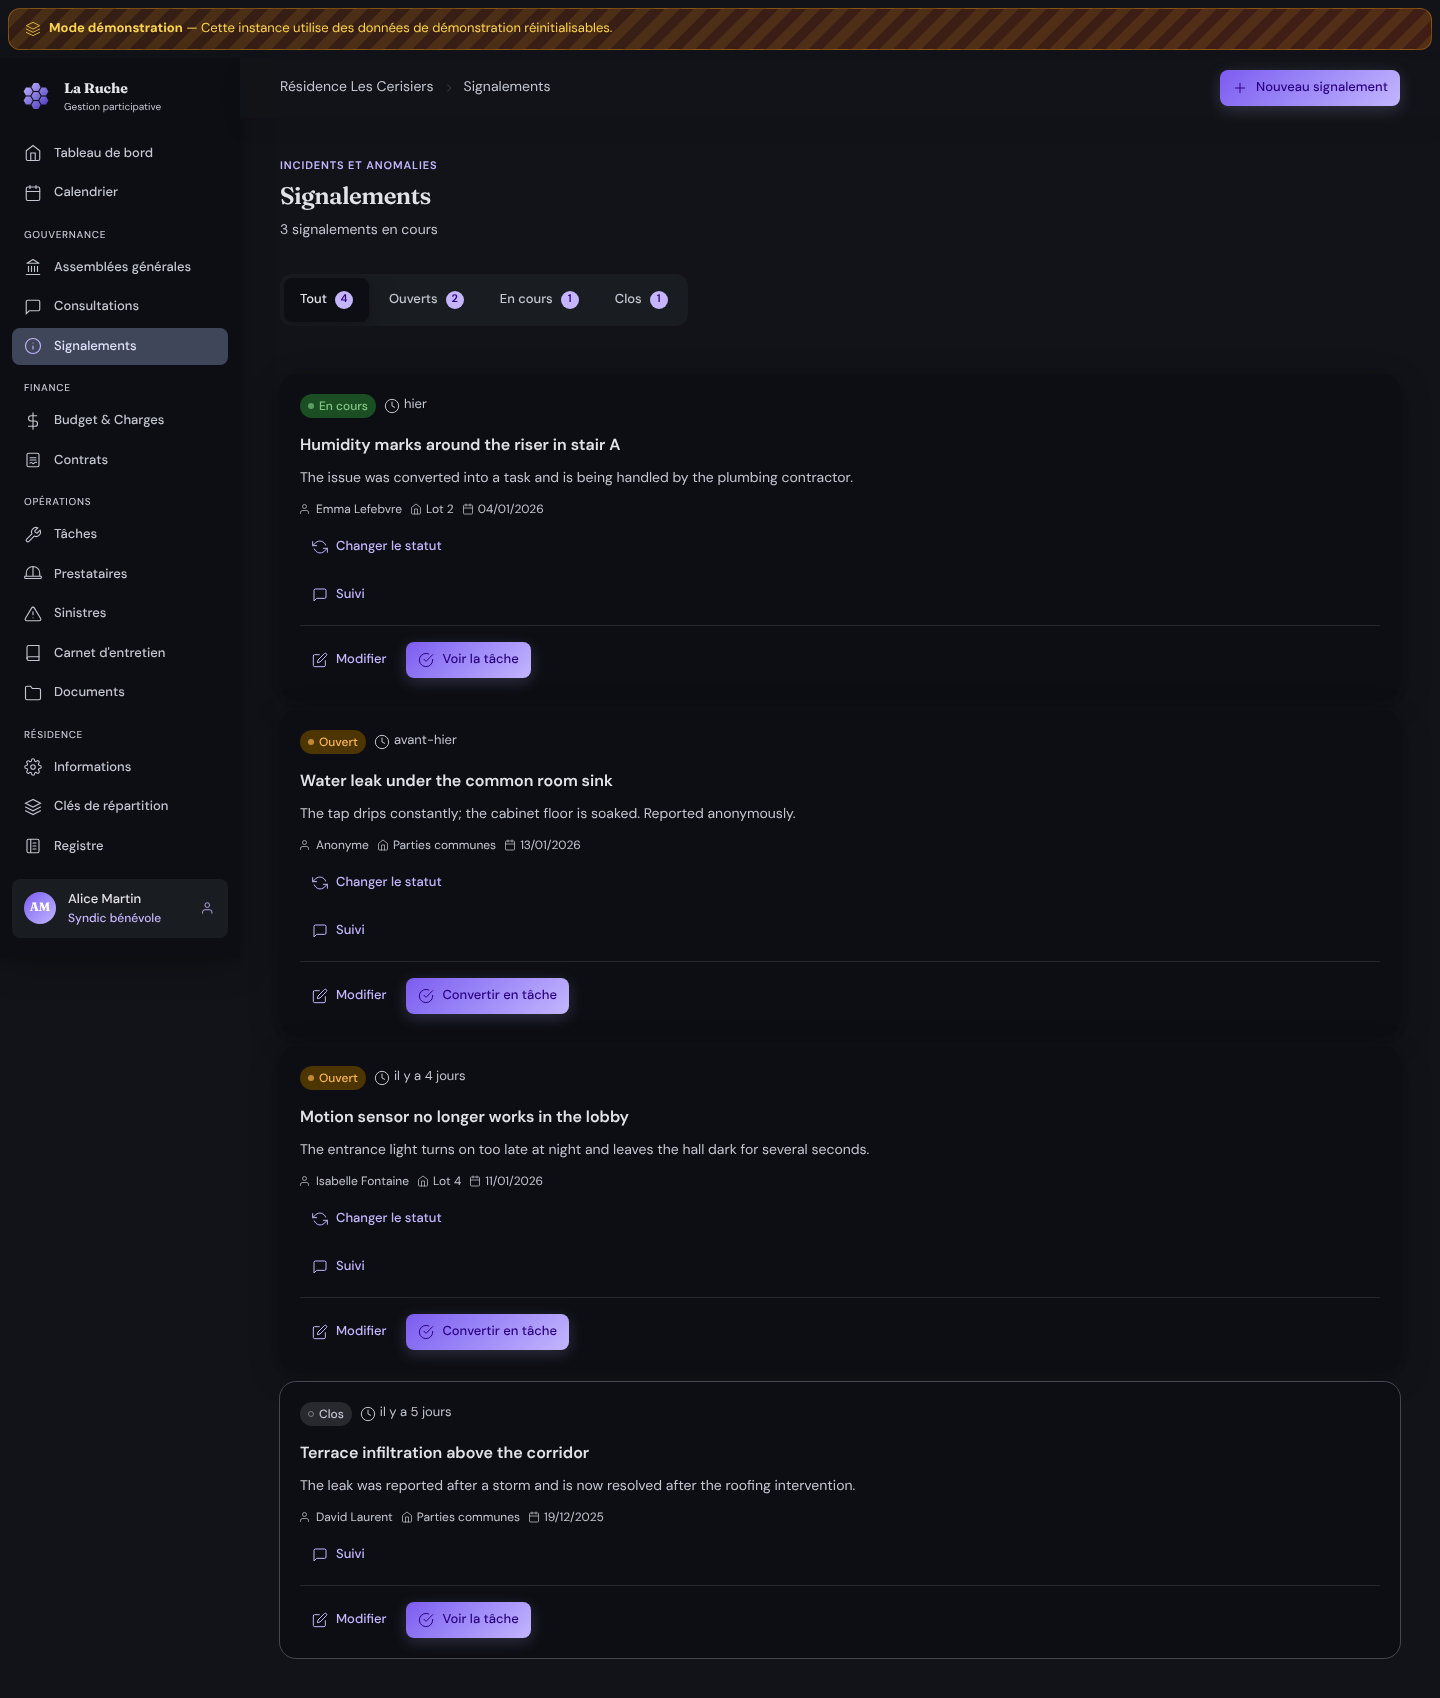 Mode démonstration — Cette instance utilise des données de démonstration réinitialisables.
La Ruche
Gestion participative
Tableau de bord
Calendrier
GOUVERNANCE
Assemblées générales
Consultations
Signalements
FINANCE
Budget & Charges
Contrats
OPÉRATIONS
Tâches
Prestataires
Sinistres
Carnet d'entretien
Documents
RÉSIDENCE
Informations
Clés de répartition
Registre
AM
Alice Martin
Syndic bénévole
Résidence Les Cerisiers > Signalements
Nouveau signalement
INCIDENTS ET ANOMALIES
Signalements
3 signalements en cours
Tout 4 Ouverts 2 En cours 1 Clos 1
En cours hier
Humidity marks around the riser in stair A
The issue was converted into a task and is being handled by the plumbing contractor.
Emma Lefebvre Lot 2 04/01/2026
Changer le statut
Suivi
Modifier Voir la tâche
Ouvert avant-hier
Water leak under the common room sink
The tap drips constantly; the cabinet floor is soaked. Reported anonymously.
Anonyme Parties communes 13/01/2026
Changer le statut
Suivi
Modifier Convertir en tâche
Ouvert il y a 4 jours
Motion sensor no longer works in the lobby
The entrance light turns on too late at night and leaves the hall dark for several seconds.
Isabelle Fontaine Lot 4 11/01/2026
Changer le statut
Suivi
Modifier Convertir en tâche
Clos il y a 5 jours
Terrace infiltration above the corridor
The leak was reported after a storm and is now resolved after the roofing intervention.
David Laurent Parties communes 19/12/2025
Suivi
Modifier Voir la tâche